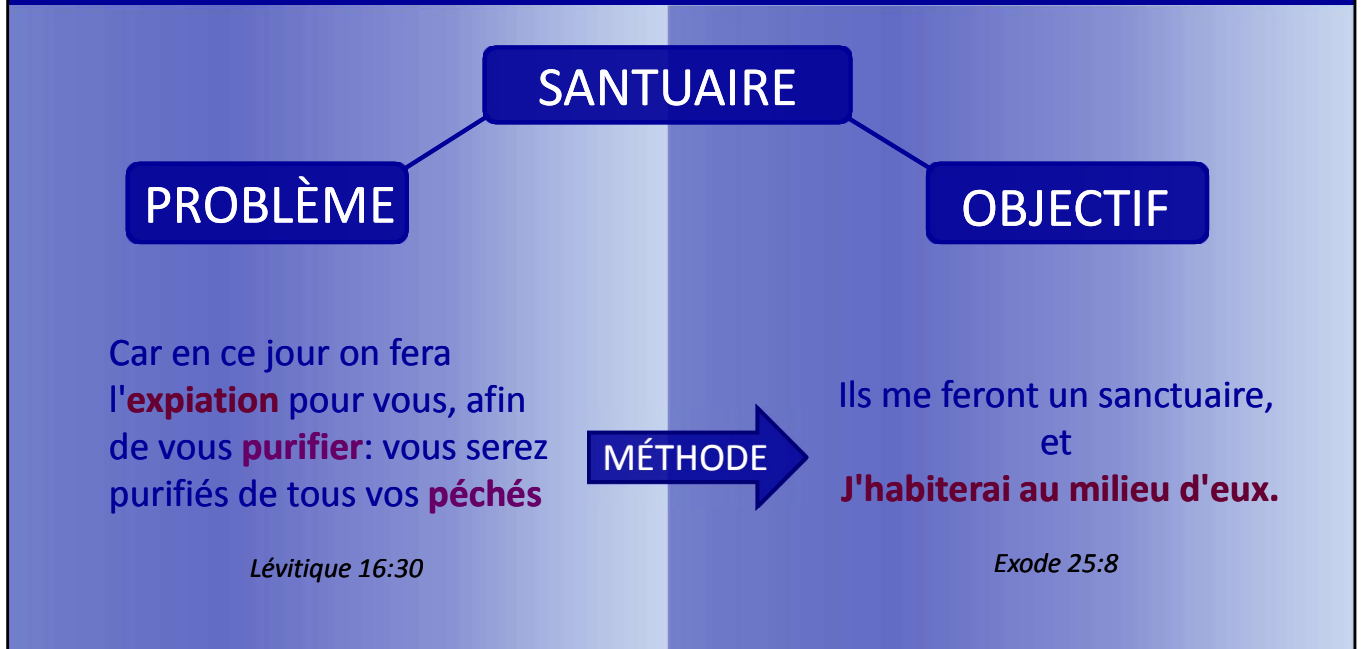 SANTUAIRE
PROBLÈME
OBJECTIF
Car en ce jour on fera
l'expiation pour vous, afin
de vous purifier: vous serez
purifiés de tous vos péchés
Lévitique 16:30
MÉTHODE
Ils me feront un sanctuaire,
et
J'habiterai au milieu d'eux.
Exode 25:8